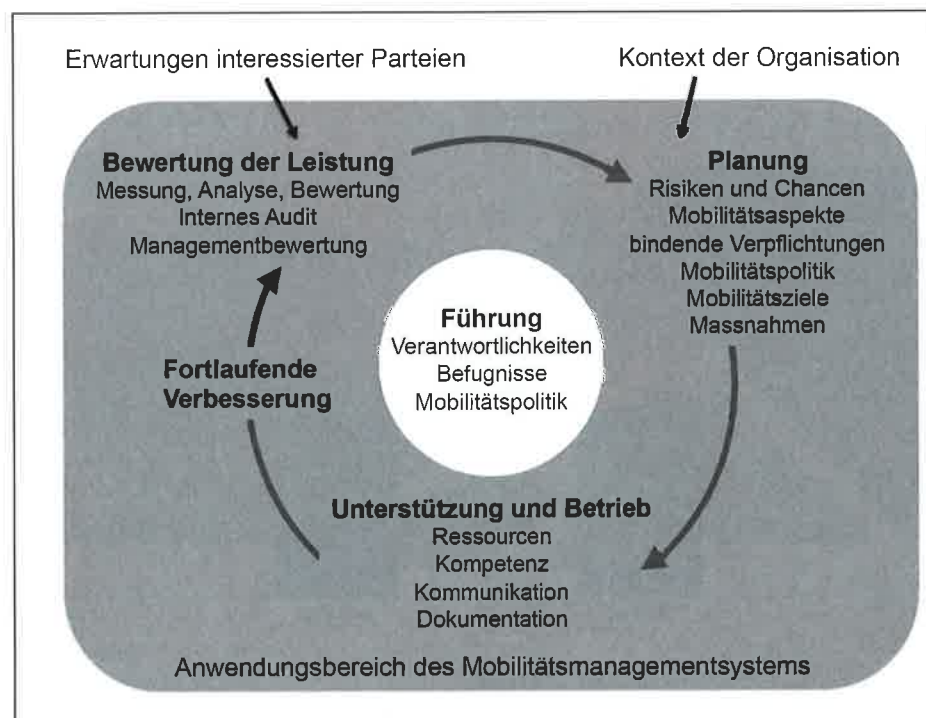 Erwartungen interessierter Parteien
Kontext der Organisation
Bewertung der Leistung
Messung, Analyse, Bewertung
Internes Audit
Managementbewertung
Planung
Risiken und Chancen
Mobilitätsaspekte
bindende Verpflichtungen
Mobilitätspolitik
Mobilitätsziele
Massnahmen
Führung
Verantwortlichkeiten
Befugnisse
Mobilitätspolitik
Fortlaufende
Verbesserung
Unterstützung und Betrieb
Ressourcen
Kompetenz
Kommunikation
Dokumentation
Anwendungsbereich des Mobilitätsmanagementsystems